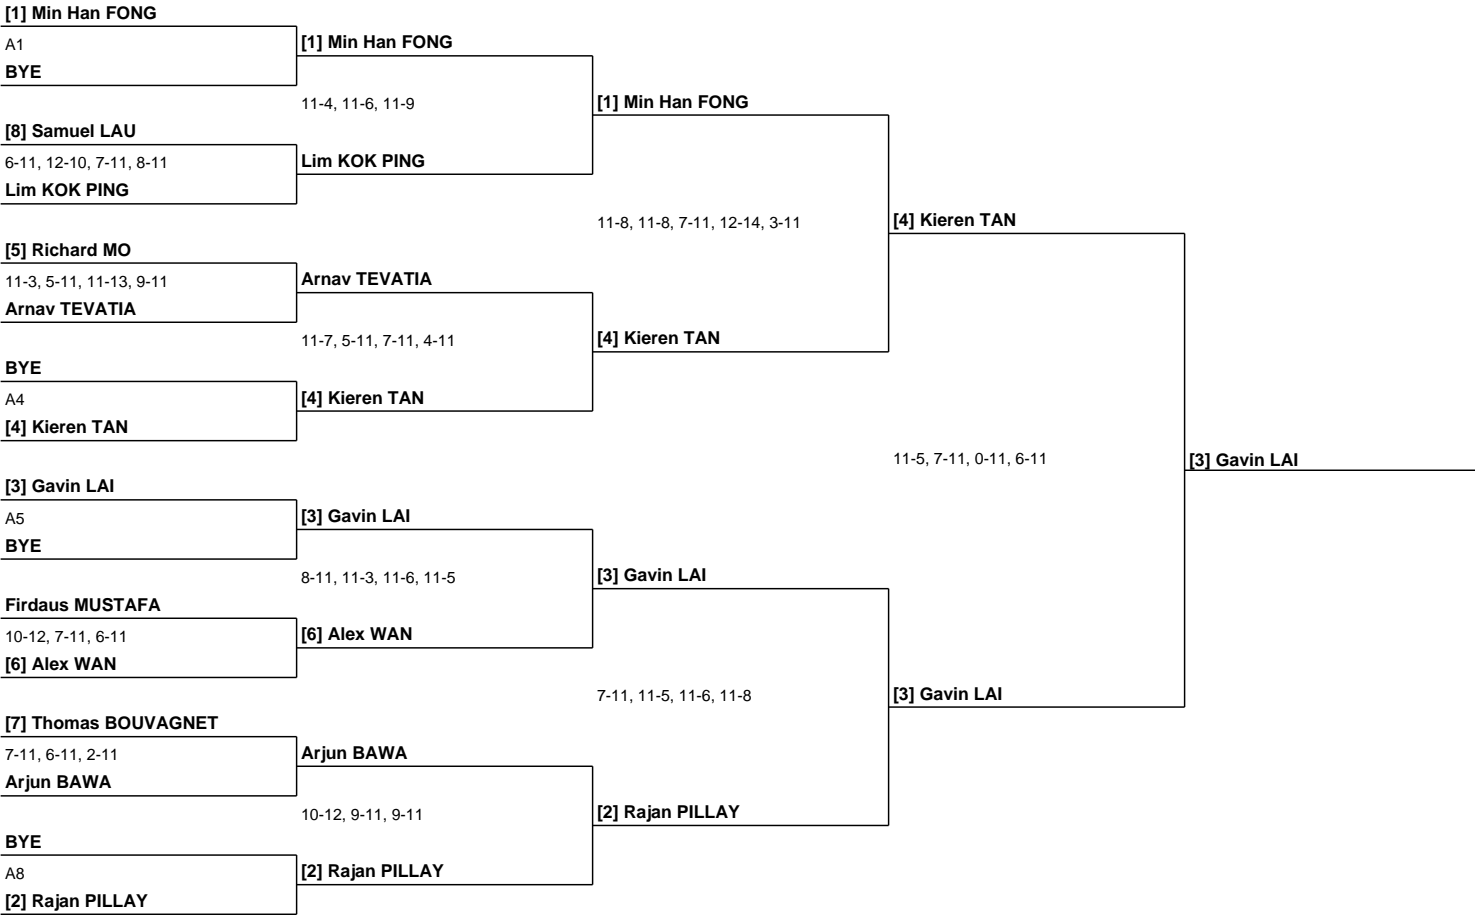 [1] Min Han FONG
A1
BYE
[8] Samuel LAU
6-11, 12-10, 7-11, 8-11
Lim KOK PING
[5] Richard MO
11-3, 5-11, 11-13, 9-11
Arnav TEVATIA
BYE
A4
[4] Kieren TAN
[3] Gavin LAI
A5
BYE
Firdaus MUSTAFA
10-12, 7-11, 6-11
[6] Alex WAN
[7] Thomas BOUVAGNET
7-11, 6-11, 2-11
Arjun BAWA
BYE
A8
[2] Rajan PILLAY
[1] Min Han FONG
11-4, 11-6, 11-9
Lim KOK PING
Arnav TEVATIA
11-7, 5-11, 7-11, 4-11
[4] Kieren TAN
[3] Gavin LAI
8-11, 11-3, 11-6, 11-5
[6] Alex WAN
Arjun BAWA
10-12, 9-11, 9-11
[2] Rajan PILLAY
[1] Min Han FONG
11-8, 11-8, 7-11, 12-14, 3-11
[4] Kieren TAN
[3] Gavin LAI
7-11, 11-5, 11-6, 11-8
[2] Rajan PILLAY
[4] Kieren TAN
11-5, 7-11, 0-11, 6-11
[3] Gavin LAI
[3] Gavin LAI